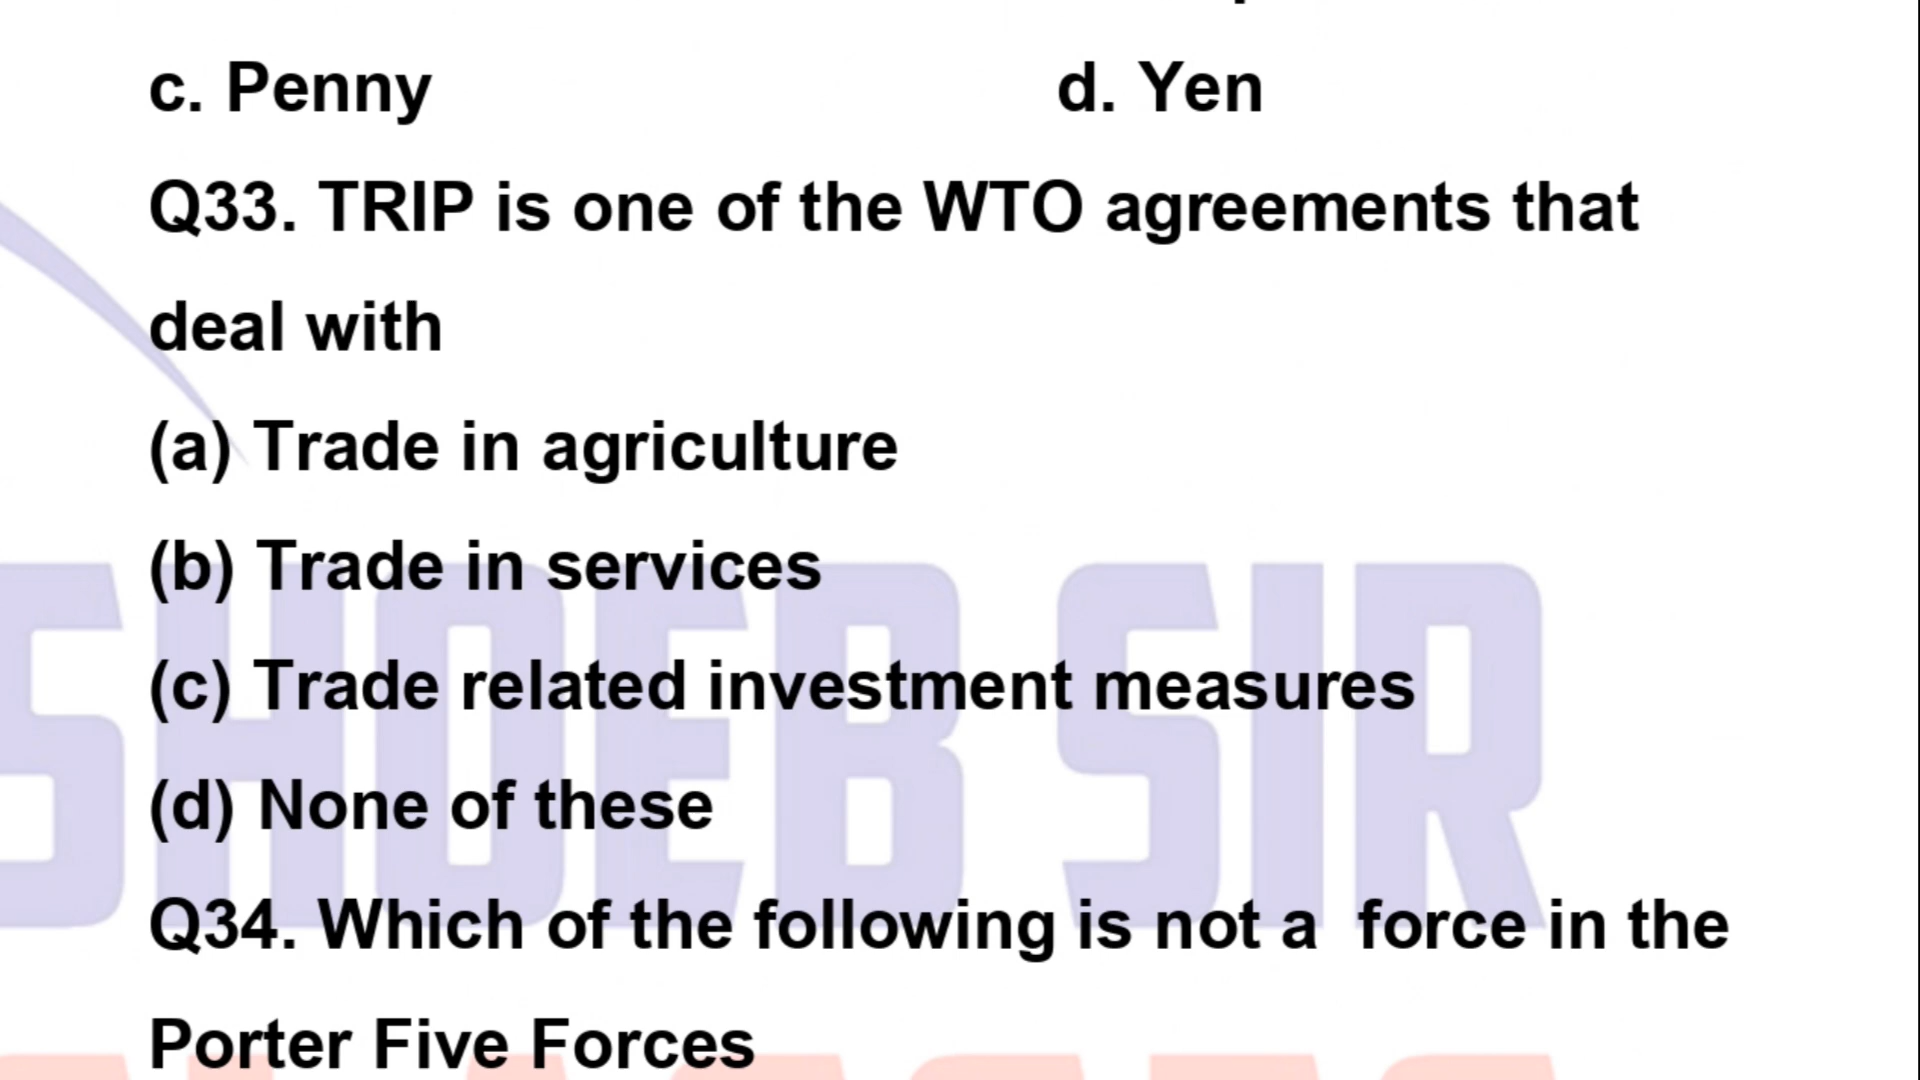 c. Penny d. Yen
Q33. TRIP is one of the WTO agreements that
deal with
(a) Trade in agriculture
(b) Trade in services
(c) Trade related investment measures
(d) None of these
SHOEB SIR
Q34. Which of the following is not a force in the
Porter Five Forces